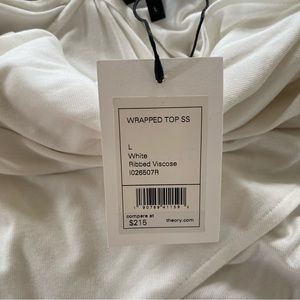 WRAPPED TOP SS
L
White
Ribbed Viscose
I026507R
compare at
$215
theory.com